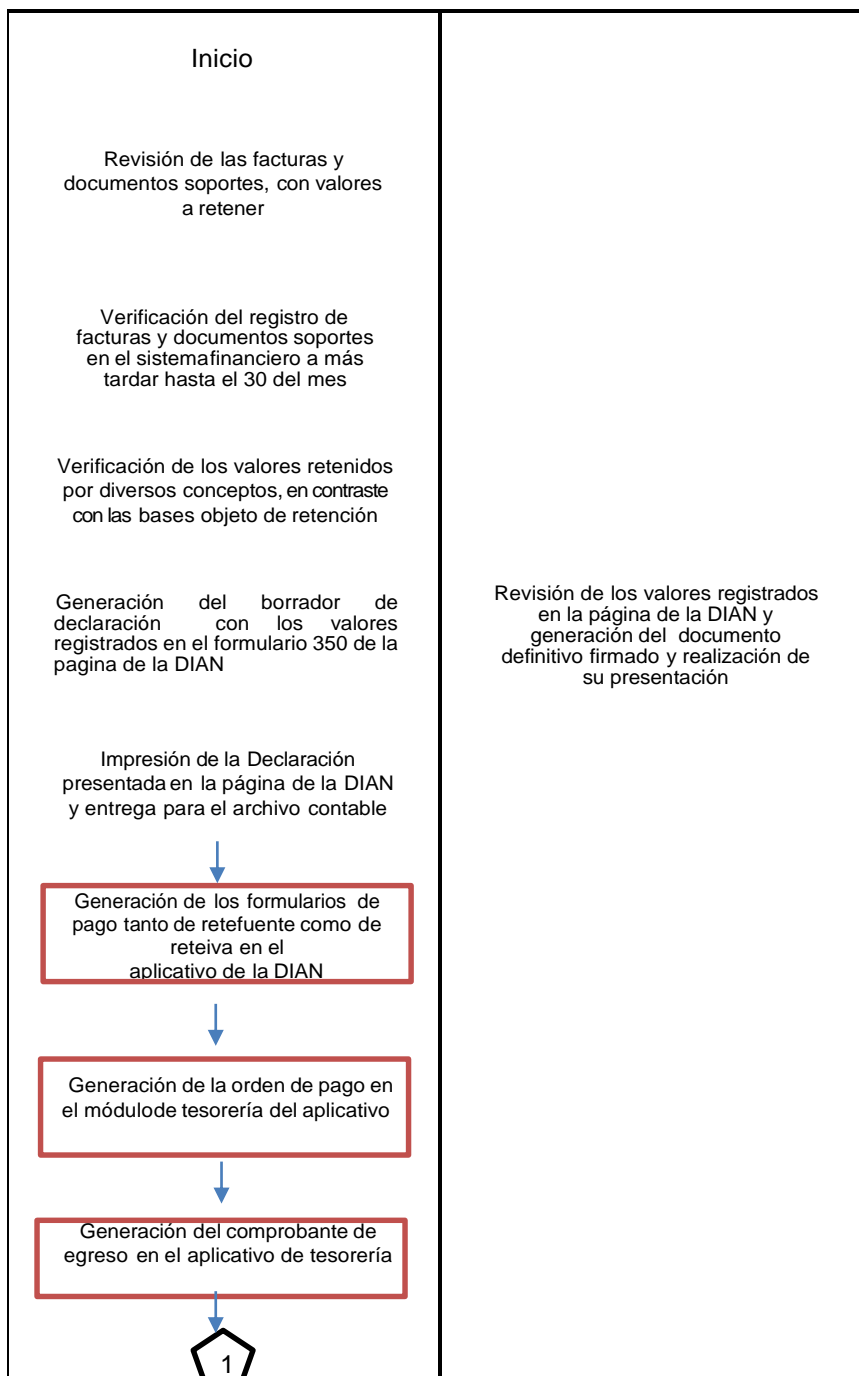 Inicio
Revisión de las facturas y
documentos soportes, con valores
a retener
Verificación del registro de
facturas y documentos soportes
en el sistemafinanciero a más
tardar hasta el 30 del mes
Verificación de los valores retenidos
por diversos conceptos, en contraste
con las bases objeto de retención
Generación del borrador de
declaración con los valores
registrados en el formulario 350 de la
pagina de la DIAN
Revisión de los valores registrados
en la página de la DIAN y
generación del documento
definitivo firmado y realización de
su presentación
Impresión de la Declaración
presentada en la página de la DIAN
y entrega para el archivo contable
Generación de los formularios de
pago tanto de retefuente como de
reteiva en el
aplicativo de la DIAN
Generación de la orden de pago en
el módulode tesorería del aplicativo
Generación del comprobante de
egreso en el aplicativo de tesorería
1